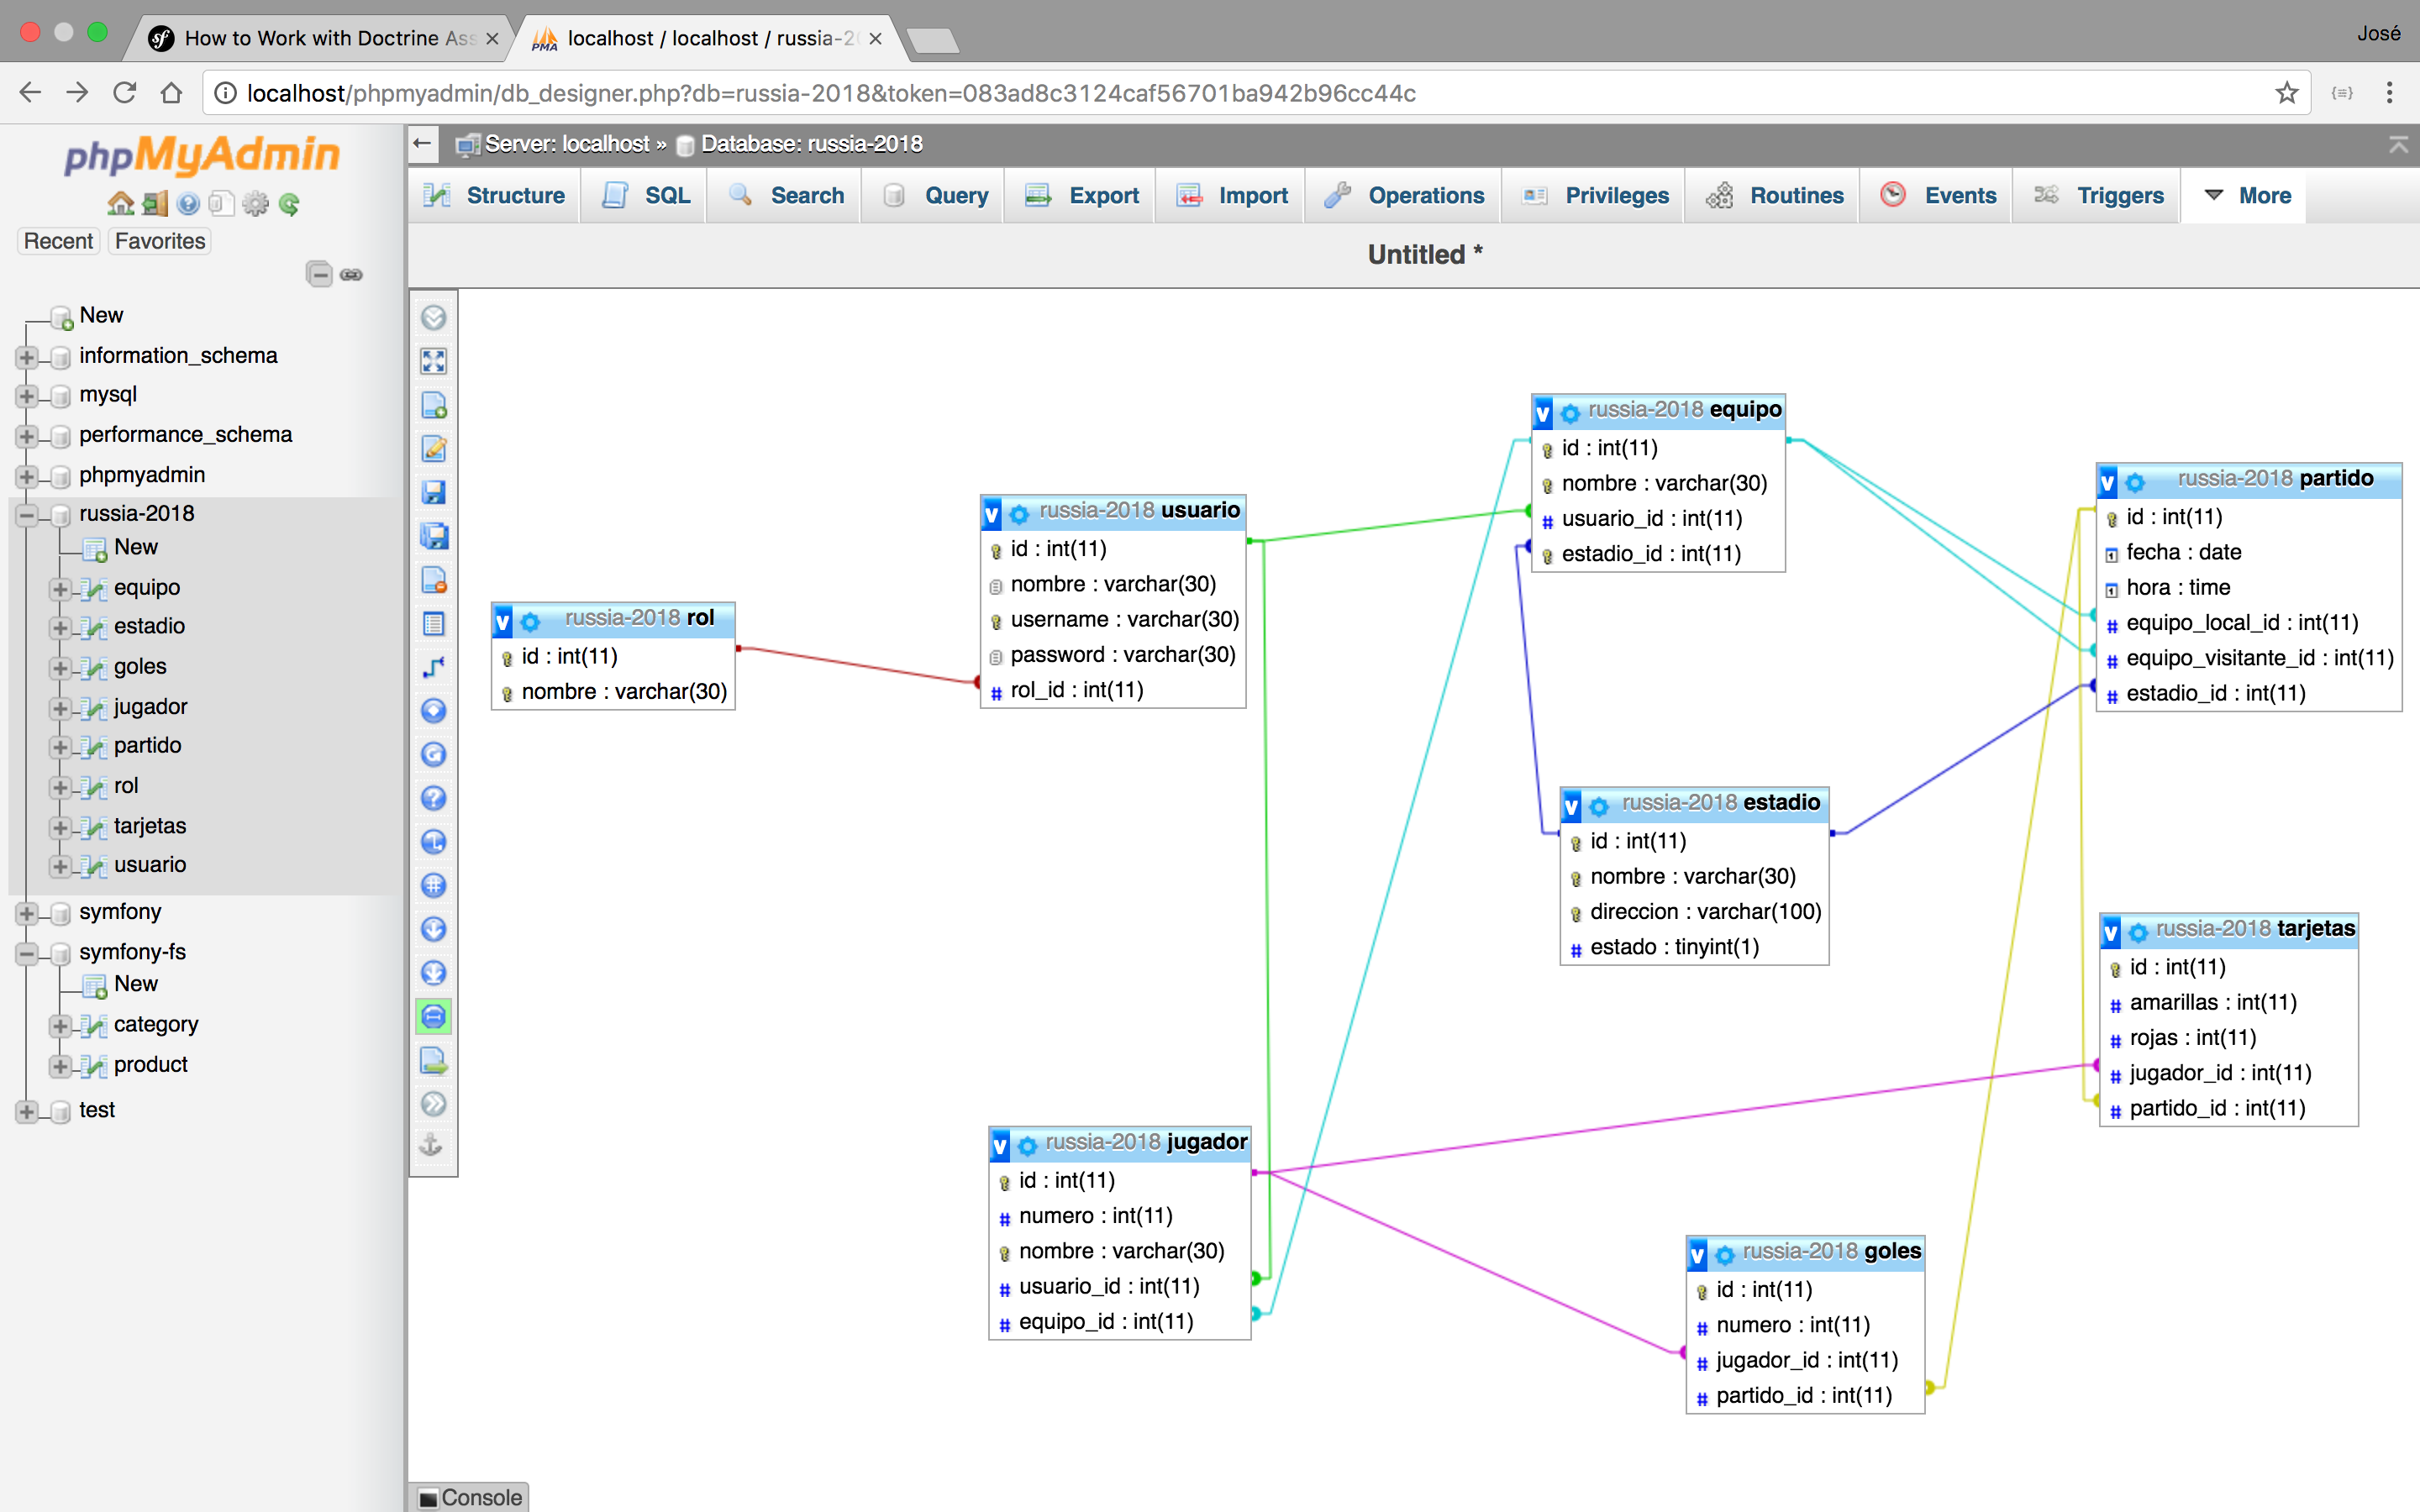 How to Work with Doctrine Ass
localhost / localhost / russia-20
José
localhost/phpmyadmin/db_designer.php?db=russia-2018&token=083ad8c3124caf56701ba942b96cc44c
phpMyAdmin
Recent
Favorites
New
information_schema
mysql
performance_schema
phpmyadmin
russia-2018
New
equipo
estadio
goles
jugador
partido
rol
tarjetas
usuario
symfony
symfony-fs
New
category
product
test
Server: localhost » Database: russia-2018
Structure
SQL
Search
Query
Export
Import
Operations
Privileges
Routines
Events
Triggers
More
Untitled *
v russia-2018 rol
id : int(11)
nombre : varchar(30)
v russia-2018 usuario
id : int(11)
nombre : varchar(30)
username : varchar(30)
password : varchar(30)
# rol_id : int(11)
v russia-2018 equipo
id : int(11)
nombre : varchar(30)
# usuario_id : int(11)
estadio_id : int(11)
v russia-2018 partido
id : int(11)
fecha : date
hora : time
# equipo_local_id : int(11)
# equipo_visitante_id : int(11)
# estadio_id : int(11)
v russia-2018 estadio
id : int(11)
nombre : varchar(30)
direccion : varchar(100)
# estado : tinyint(1)
v russia-2018 tarjetas
id : int(11)
# amarillas : int(11)
# rojas : int(11)
# jugador_id : int(11)
# partido_id : int(11)
v russia-2018 jugador
id : int(11)
# numero : int(11)
nombre : varchar(30)
# usuario_id : int(11)
# equipo_id : int(11)
v russia-2018 goles
id : int(11)
# numero : int(11)
# jugador_id : int(11)
# partido_id : int(11)
Console